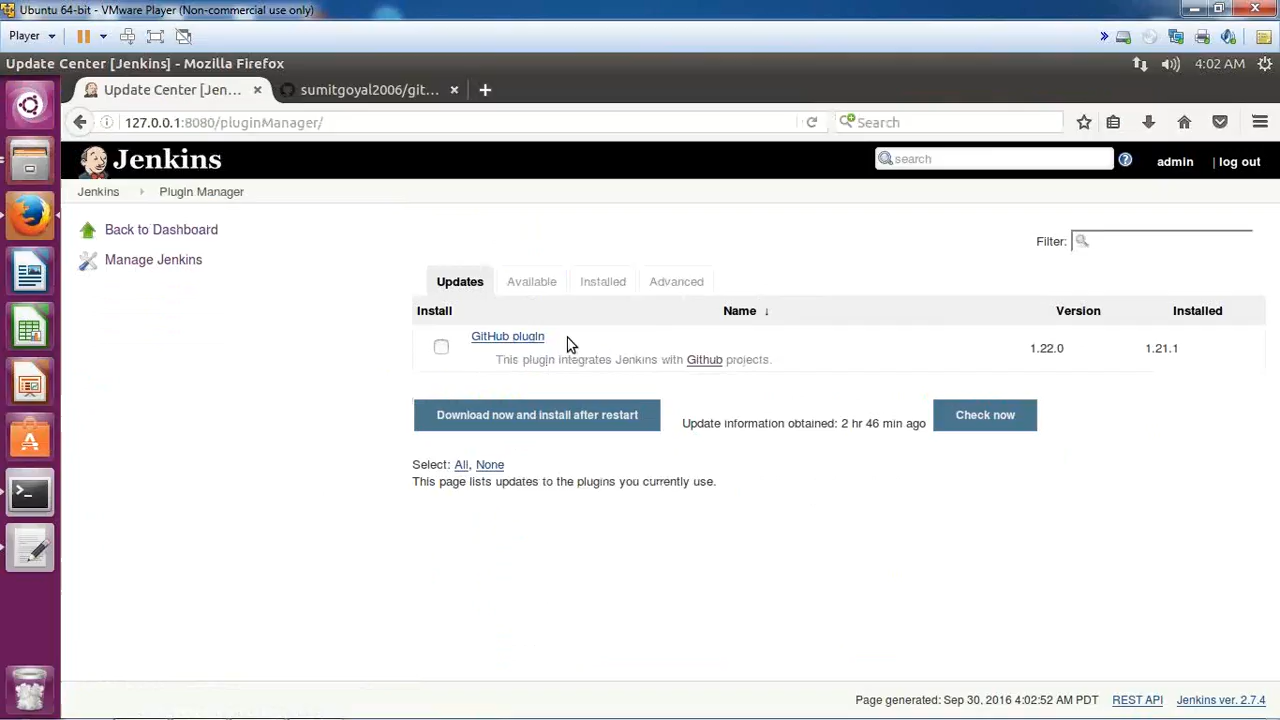 Ubuntu 64-bit - VMware Player (Non-commercial use only)
Player
Update Center [Jenkins] - Mozilla Firefox
4:02 AM
Update Center [Jen...
sumitgoyal2006/git...
127.0.0.1:8080/pluginManager/
Search
Jenkins
search
admin
| log out
Jenkins
Plugin Manager
Back to Dashboard
Manage Jenkins
Filter:
Updates
Available
Installed
Advanced
Install
Name ↓
Version
Installed
GitHub plugin
This plugin integrates Jenkins with Github projects.
1.22.0
1.21.1
Download now and install after restart
Update information obtained: 2 hr 46 min ago
Check now
Select: All, None
This page lists updates to the plugins you currently use.
Page generated: Sep 30, 2016 4:02:52 AM PDT
REST API
Jenkins ver. 2.7.4